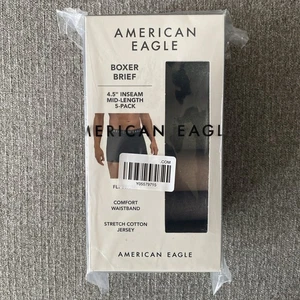 AMERICAN
EAGLE
BOXER
BRIEF
4.5" INSEAM
MID-LENGTH
5-PACK
AMERICAN EAGLE
.COM
COMFORT
WAISTBAND
STRETCH COTTON
JERSEY
AMERICAN EAGLE